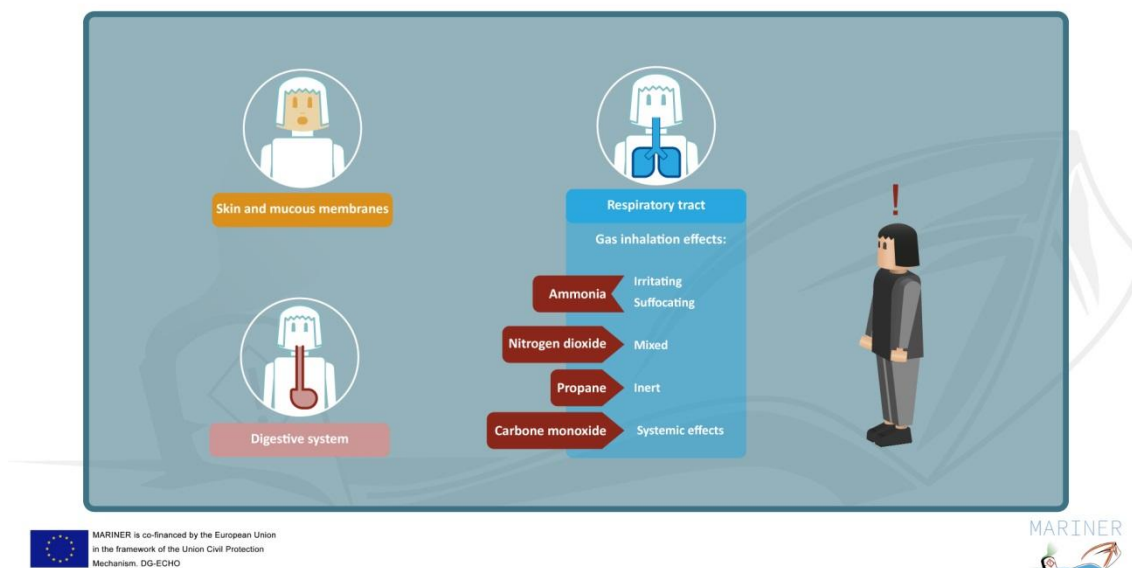 Skin and mucous membranes
Digestive system
Respiratory tract
Gas inhalation effects:
Ammonia
Irritating
Suffocating
Nitrogen dioxide
Mixed
Propane
Inert
Carbone monoxide
Systemic effects
!
MARINER is co-financed by the European Union
in the framework of the Union Civil Protection
Mechanism. DG-ECHO
MARINER